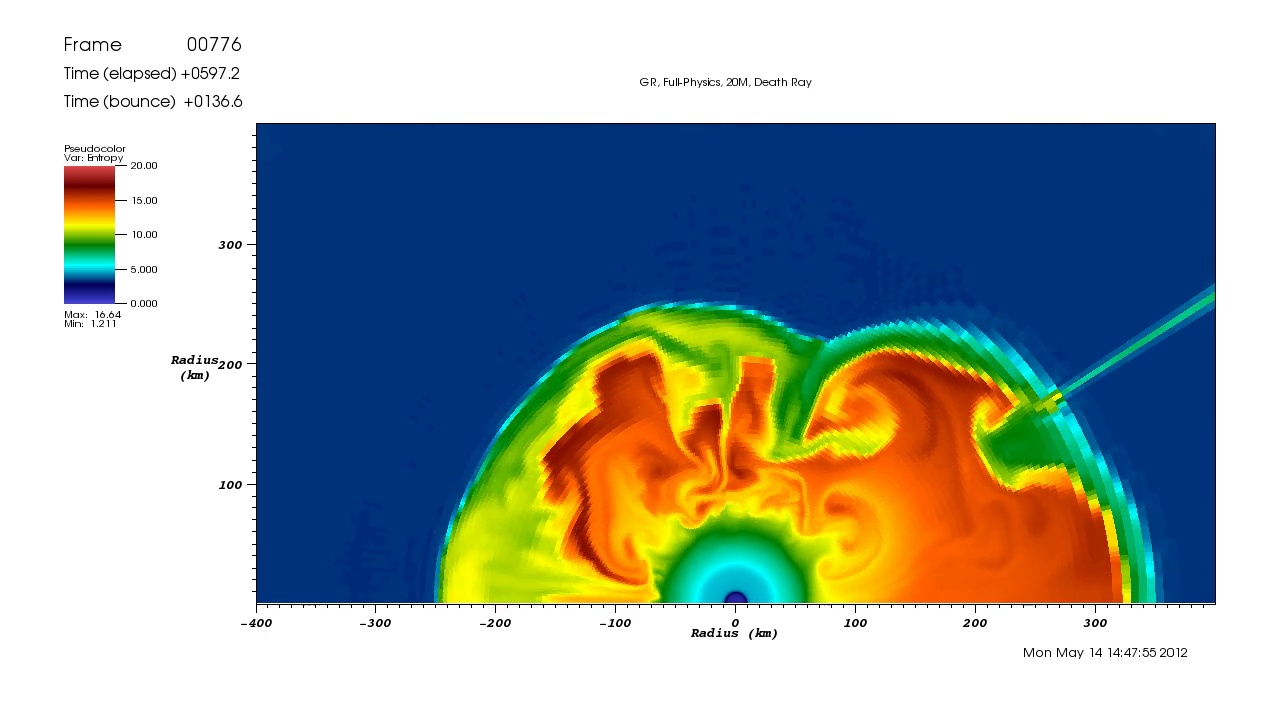 Frame 00776
Time (elapsed) +0597.2
Time (bounce) +0136.6
GR, Full-Physics, 20M, Death Ray
Pseudocolor
Var: Entropy
20.00
15.00
10.00
5.000
0.000
Max: 16.64
Min: 1.211
300
200
100
Radius
(km)
-400 -300 -200 -100 0 100 200 300
Radius (km)
Mon May 14 14:47:55 2012